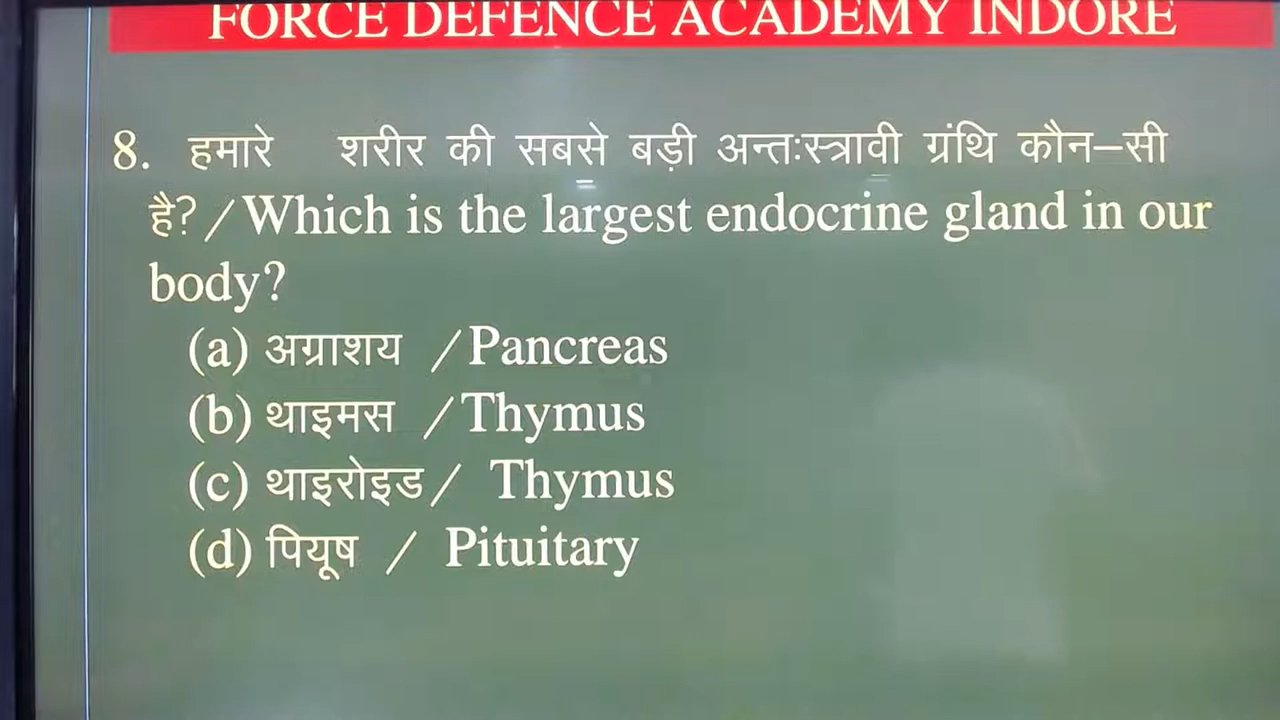 FORCE DEFENCE ACADEMY INDORE
8. हमारे शरीर की सबसे बड़ी अन्तःस्त्रावी ग्रंथि कौन–सी
है?/Which is the largest endocrine gland in our
body?
(a) अग्राशय /Pancreas
(b) थाइमस /Thymus
(c) थाइरोइड/ Thymus
(d) पियूष / Pituitary